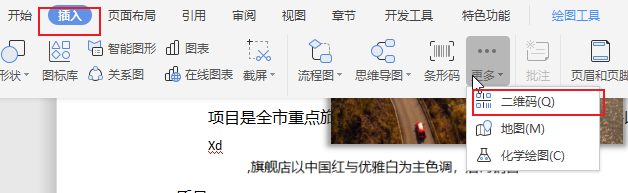 开始 插入 页面布局 引用 审阅 视图 章节 开发工具 特色功能 绘图工具
智能图形 图表
形状 图标库 关系图 在线图表 截屏 流程图 思维导图 条形码 更多 批注 页眉和页脚
二维码(Q)
项目是全市重点旅
地图(M)
Xd
化学绘图(C)
,旗舰店以中国红与优雅白为主色调，